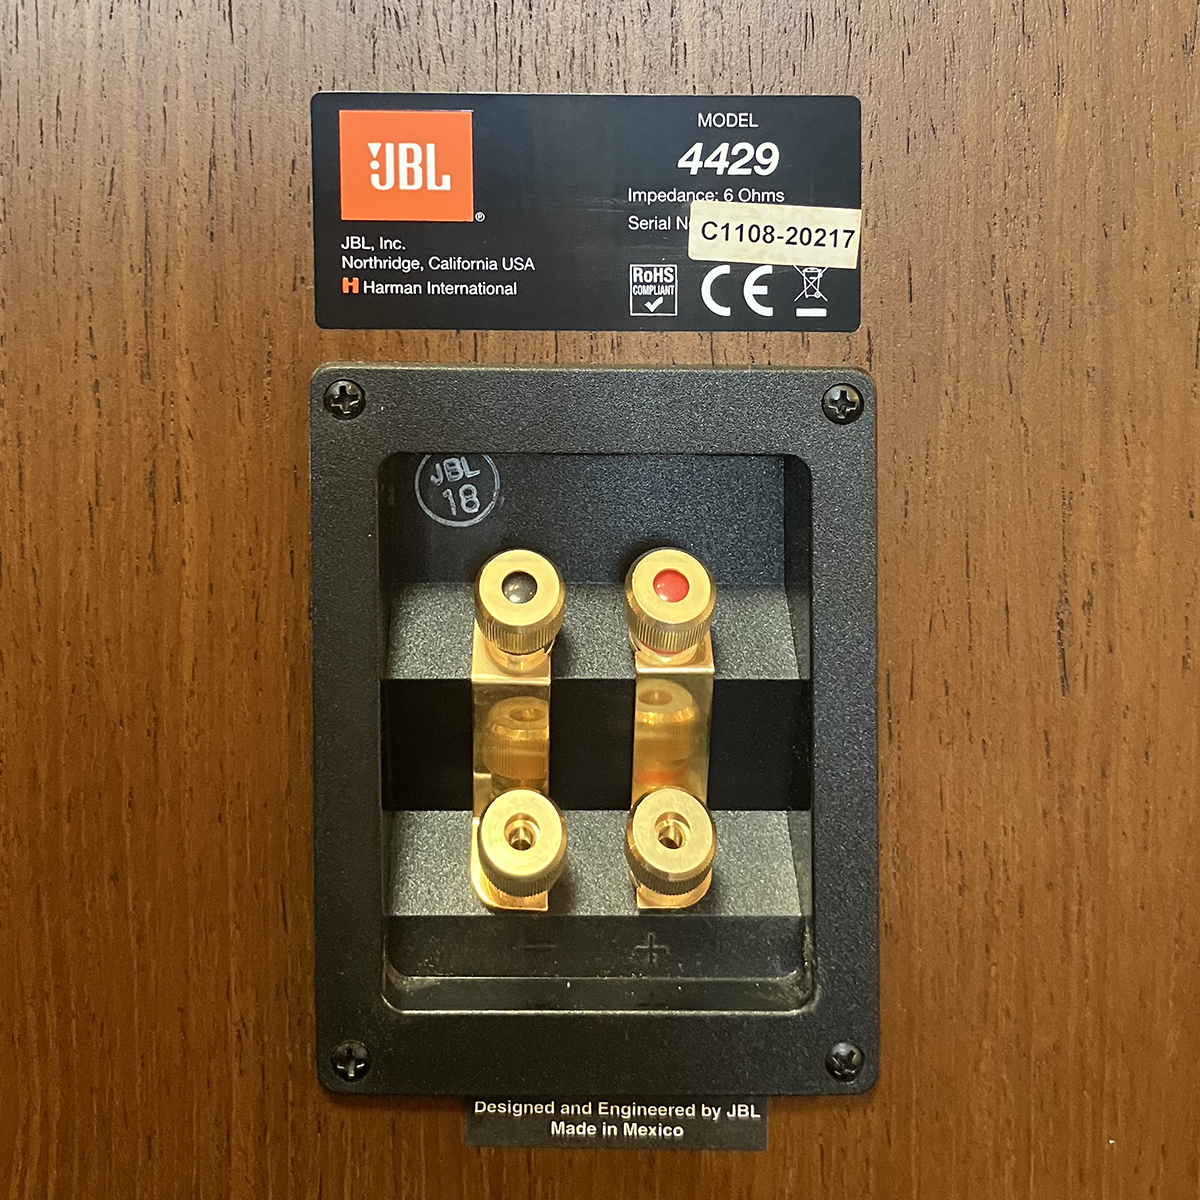 JBL
®
JBL, Inc.
Northridge, California USA
Harman International
MODEL
4429
Impedance: 6 Ohms
Serial
C1108-20217
RoHS
COMPLIANT
CE
JBL
18
− +
Designed and Engineered by JBL
Made in Mexico